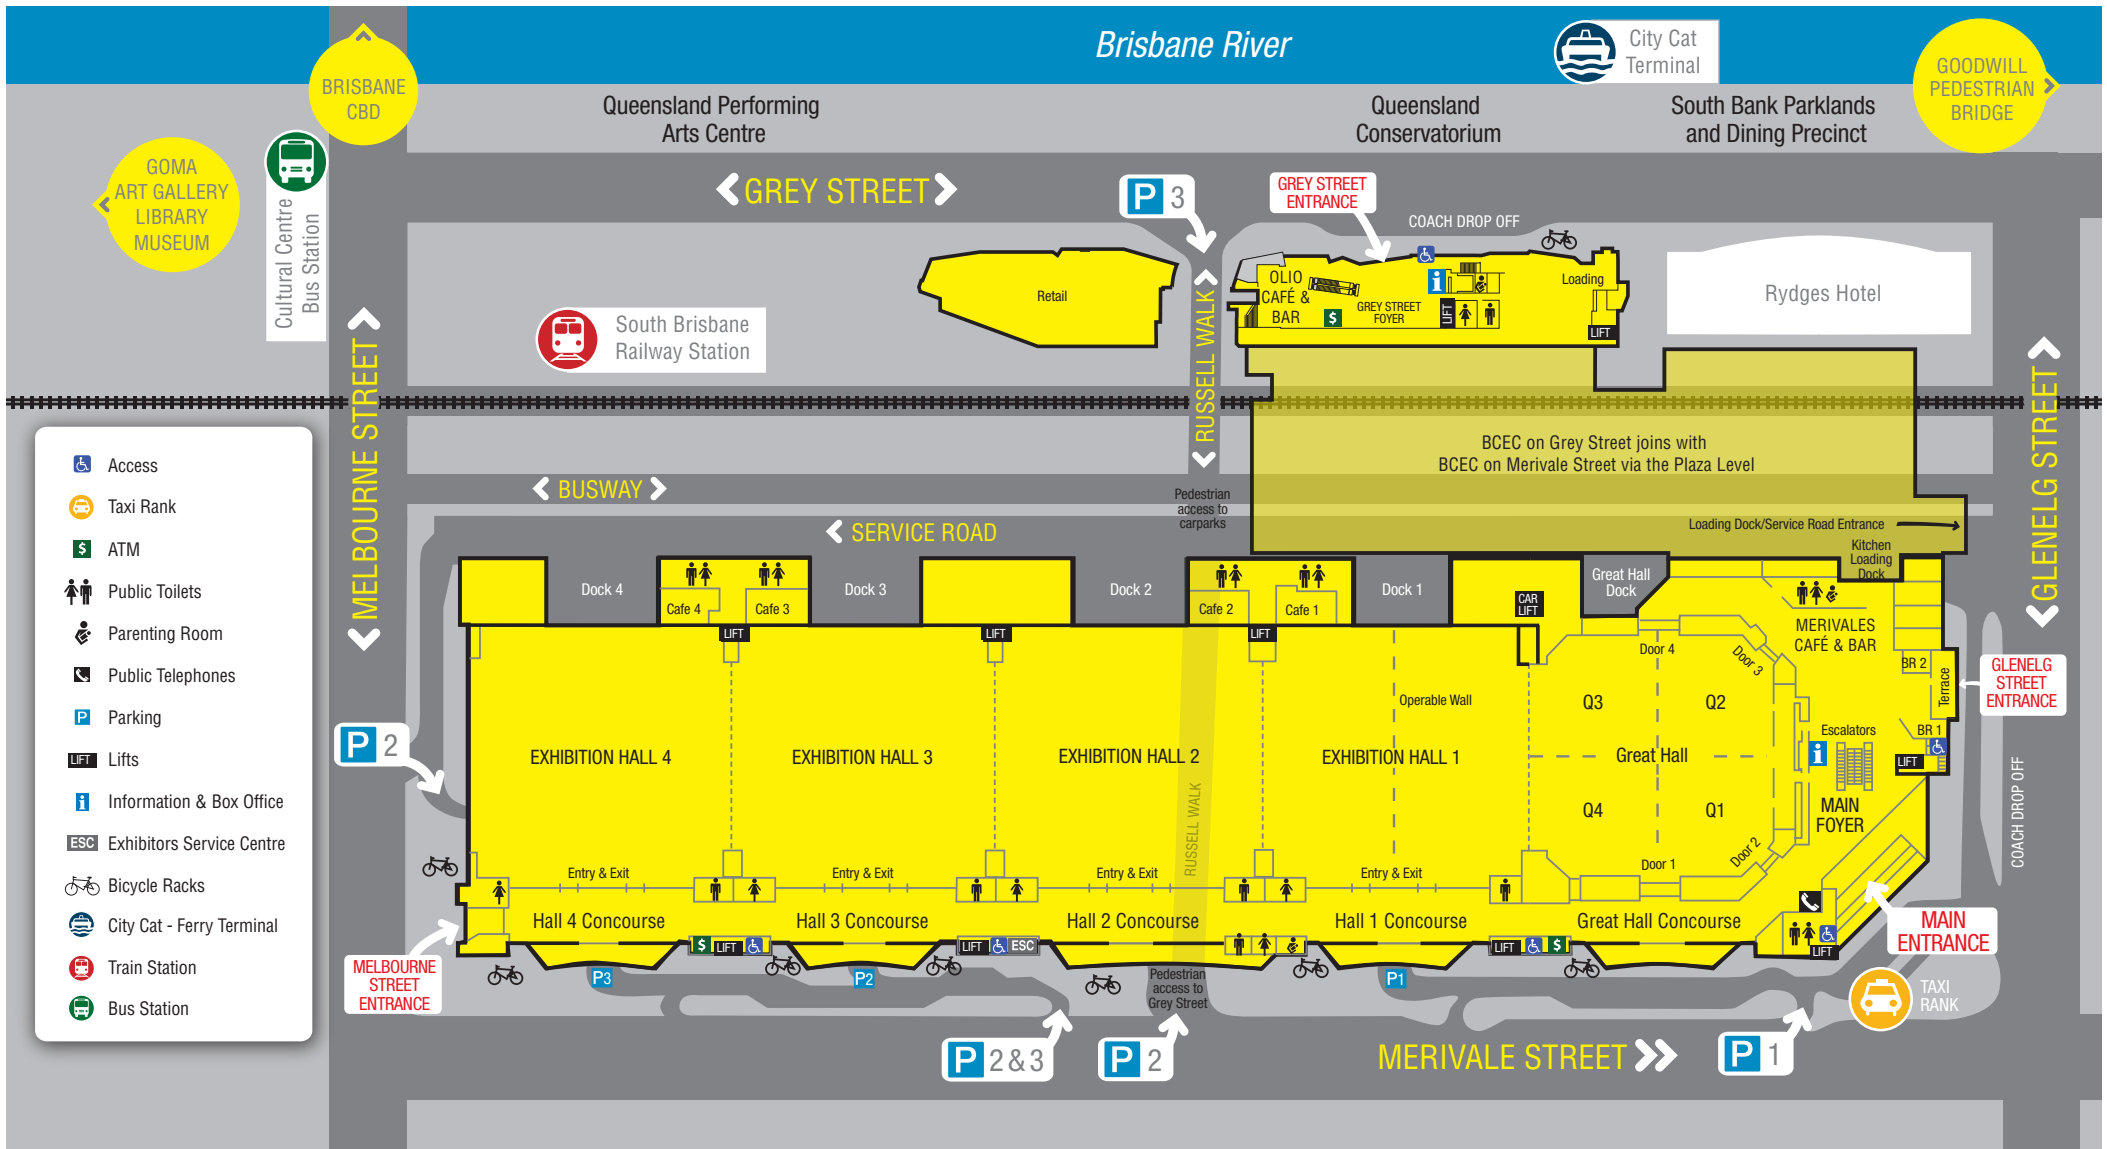 Brisbane River
City Cat
Terminal
BRISBANE
CBD
GOODWILL
PEDESTRIAN
BRIDGE
Queensland Performing
Arts Centre
Queensland
Conservatorium
South Bank Parklands
and Dining Precinct
GOMA
ART GALLERY
LIBRARY
MUSEUM
Cultural Centre
Bus Station
GREY STREET
P 3
GREY STREET
ENTRANCE
COACH DROP OFF
Retail
OLIO
CAFÉ &
BAR
i
$
GREY STREET
FOYER
LIFT
Loading
LIFT
Rydges Hotel
South Brisbane
Railway Station
RUSSELL WALK
MELBOURNE STREET
GLENELG STREET
BCEC on Grey Street joins with
BCEC on Merivale Street via the Plaza Level
BUSWAY
Pedestrian
access to
carparks
SERVICE ROAD
Loading Dock/Service Road Entrance
Kitchen
Loading
Dock
Access
Taxi Rank
$ ATM
Public Toilets
Parenting Room
Public Telephones
P Parking
LIFT Lifts
i Information & Box Office
ESC Exhibitors Service Centre
Bicycle Racks
City Cat - Ferry Terminal
Train Station
Bus Station
Dock 4
Cafe 4
Cafe 3
Dock 3
Dock 2
Cafe 2
Cafe 1
Dock 1
CAR
LIFT
Great Hall
Dock
LIFT
LIFT
LIFT
MERIVALES
CAFÉ & BAR
Door 4
Door 3
BR 2
Terrace
GLENELG
STREET
ENTRANCE
Operable Wall
Q3
Q2
Escalators
BR 1
LIFT
i
P 2
EXHIBITION HALL 4
EXHIBITION HALL 3
EXHIBITION HALL 2
EXHIBITION HALL 1
Great Hall
RUSSELL WALK
Q4
Q1
MAIN
FOYER
COACH DROP OFF
Door 1
Door 2
Entry & Exit
Entry & Exit
Entry & Exit
Entry & Exit
Hall 4 Concourse
Hall 3 Concourse
Hall 2 Concourse
Hall 1 Concourse
Great Hall Concourse
MAIN
ENTRANCE
$ LIFT
LIFT ESC
LIFT $
LIFT
MELBOURNE
STREET
ENTRANCE
P3
P2
Pedestrian
access to
Grey Street
P1
TAXI
RANK
P 2 & 3
P 2
MERIVALE STREET
P 1